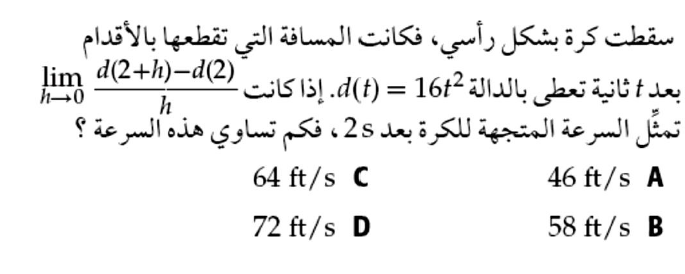 سقطت كرة بشكل رأسي، فكانت المسافة التي تقطعها بالأقدام
بعد t ثانية تعطى بالدالة d(t) = 16t². إذا كانت lim h→0 d(2+h)−d(2) / h
تمثِّل السرعة المتجهة للكرة بعد 2s ، فكم تساوي هذه السرعة ؟
46 ft/s A 64 ft/s C
58 ft/s B 72 ft/s D